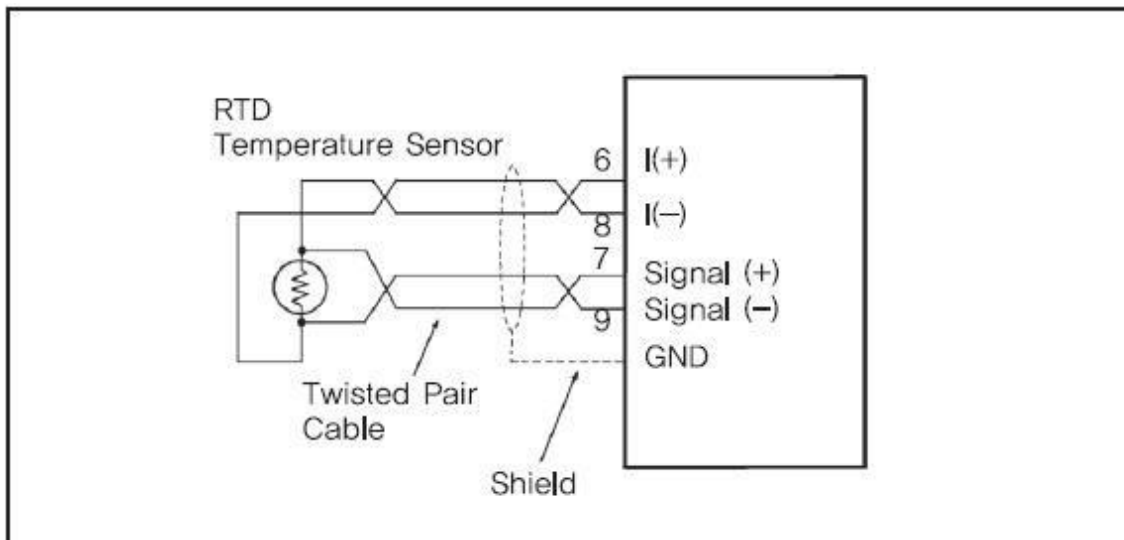 RTD
Temperature Sensor
6
I(+)
8
I(−)
7
Signal (+)
9
Signal (−)
GND
Twisted Pair
Cable
Shield